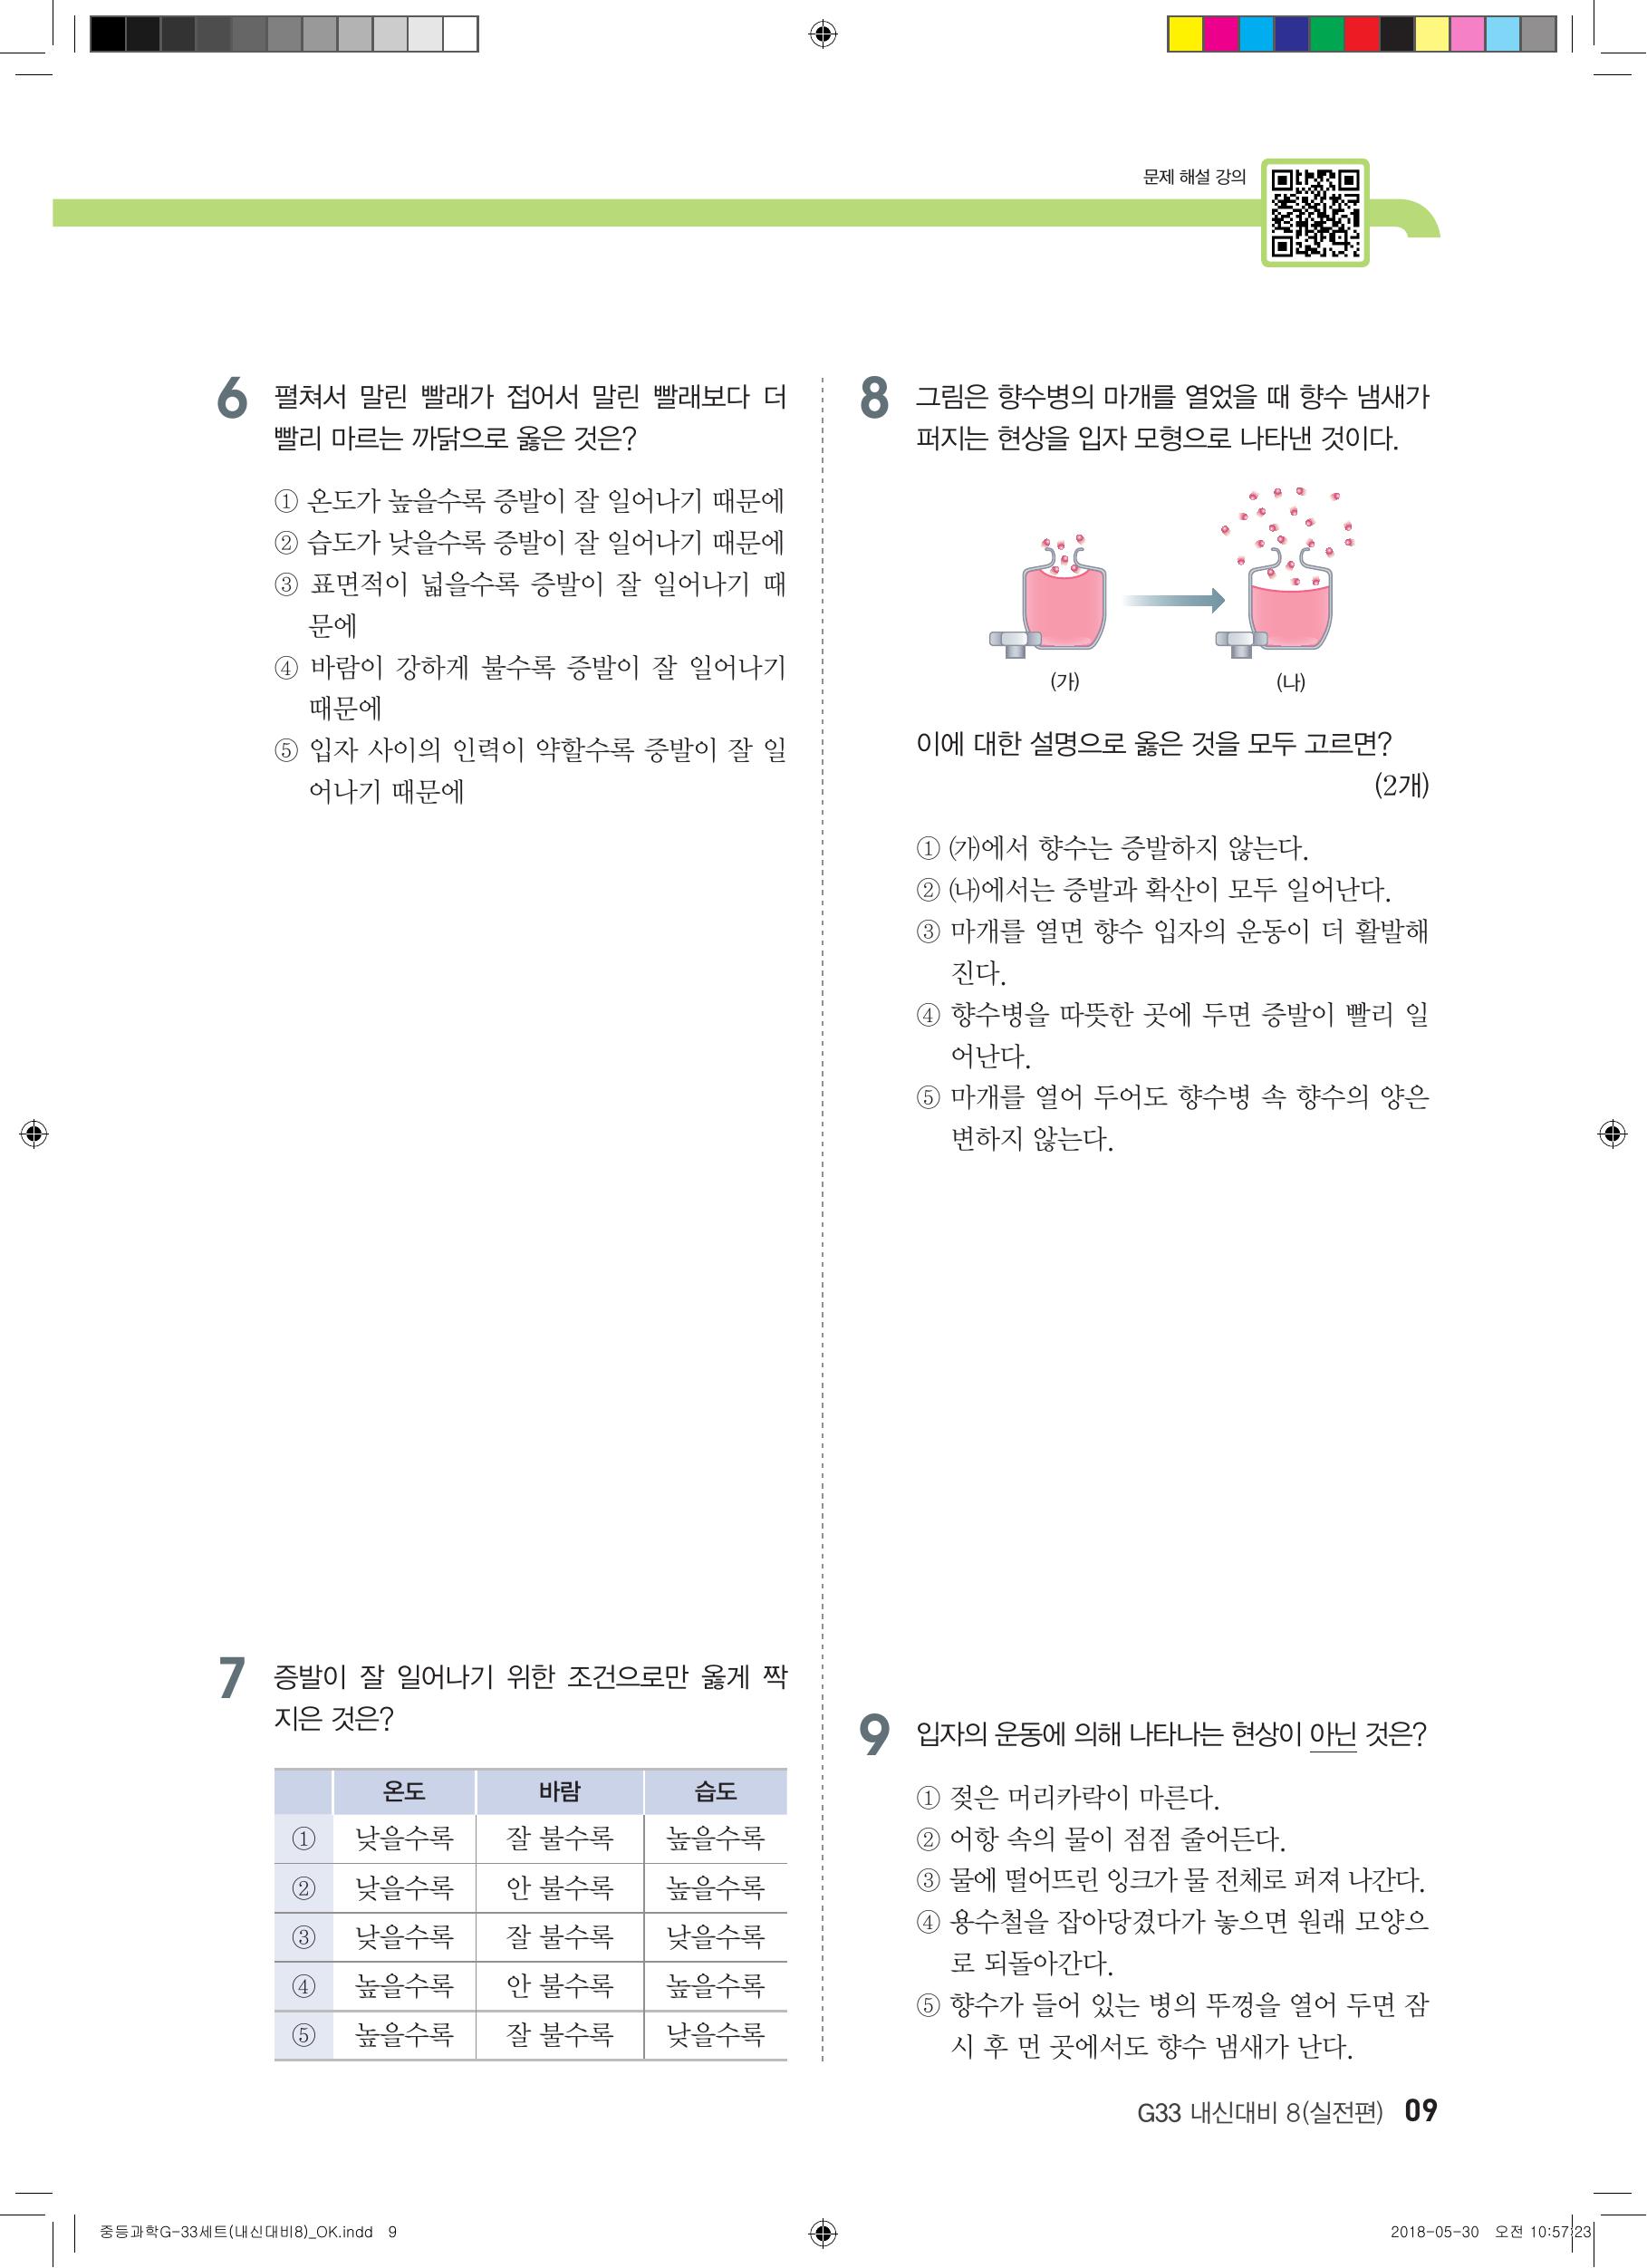 문제 해설 강의
6 펼쳐서 말린 빨래가 접어서 말린 빨래보다 더
빨리 마르는 까닭으로 옳은 것은?
① 온도가 높을수록 증발이 잘 일어나기 때문에
② 습도가 낮을수록 증발이 잘 일어나기 때문에
③ 표면적이 넓을수록 증발이 잘 일어나기 때
문에
④ 바람이 강하게 불수록 증발이 잘 일어나기
때문에
⑤ 입자 사이의 인력이 약할수록 증발이 잘 일
어나기 때문에
7 증발이 잘 일어나기 위한 조건으로만 옳게 짝
지은 것은?
온도 바람 습도
① 낮을수록 잘 불수록 높을수록
② 낮을수록 안 불수록 높을수록
③ 낮을수록 잘 불수록 낮을수록
④ 높을수록 안 불수록 높을수록
⑤ 높을수록 잘 불수록 낮을수록
8 그림은 향수병의 마개를 열었을 때 향수 냄새가
퍼지는 현상을 입자 모형으로 나타낸 것이다.
(가) (나)
이에 대한 설명으로 옳은 것을 모두 고르면?
(2개)
① ㈎에서 향수는 증발하지 않는다.
② ㈏에서는 증발과 확산이 모두 일어난다.
③ 마개를 열면 향수 입자의 운동이 더 활발해
진다.
④ 향수병을 따뜻한 곳에 두면 증발이 빨리 일
어난다.
⑤ 마개를 열어 두어도 향수병 속 향수의 양은
변하지 않는다.
9 입자의 운동에 의해 나타나는 현상이 아닌 것은?
① 젖은 머리카락이 마른다.
② 어항 속의 물이 점점 줄어든다.
③ 물에 떨어뜨린 잉크가 물 전체로 퍼져 나간다.
④ 용수철을 잡아당겼다가 놓으면 원래 모양으
로 되돌아간다.
⑤ 향수가 들어 있는 병의 뚜껑을 열어 두면 잠
시 후 먼 곳에서도 향수 냄새가 난다.
G33 내신대비 8(실전편) 09
중등과학G-33세트(내신대비8)_OK.indd 9
2018-05-30 오전 10:57:23